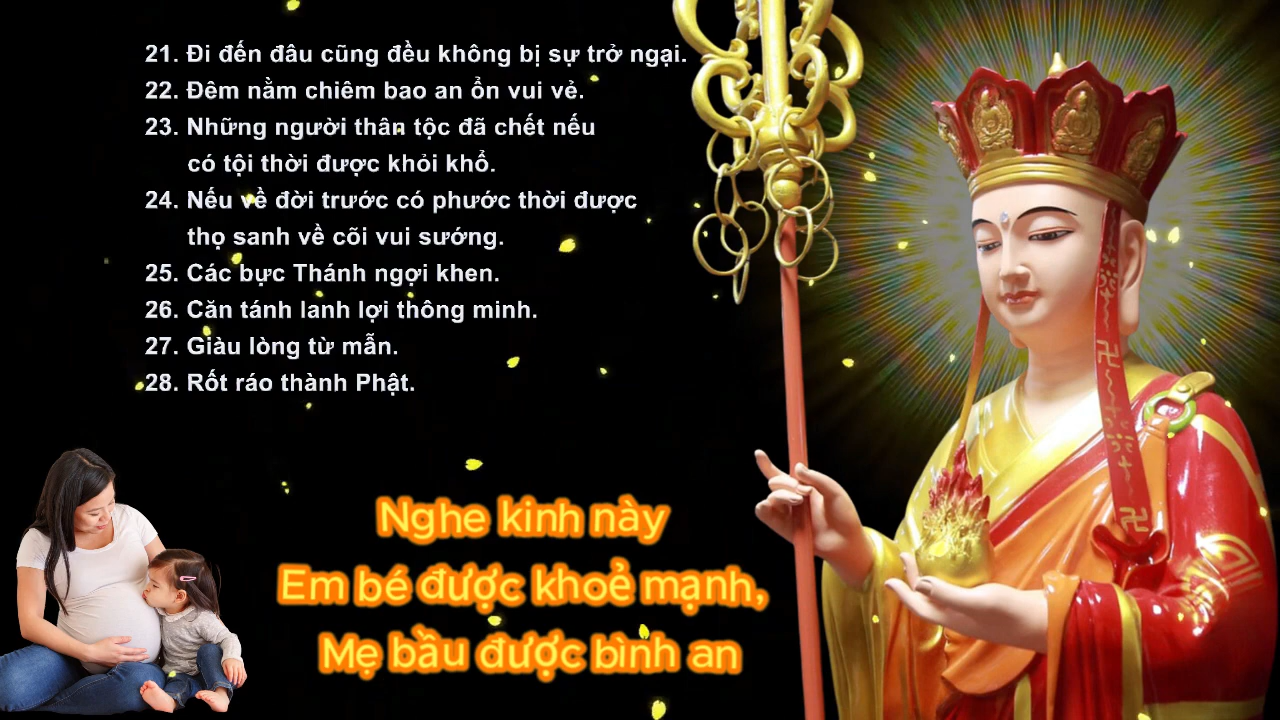 21. Đi đến đâu cũng đều không bị sự trở ngại.
22. Đêm nằm chiêm bao an ổn vui vẻ.
23. Những người thân tộc đã chết nếu
có tội thời được khỏi khổ.
24. Nếu về đời trước có phước thời được
thọ sanh về cõi vui sướng.
25. Các bực Thánh ngợi khen.
26. Căn tánh lanh lợi thông minh.
27. Giàu lòng từ mẫn.
28. Rốt ráo thành Phật.
Nghe kinh này
Em bé được khoẻ mạnh,
Mẹ bầu được bình an